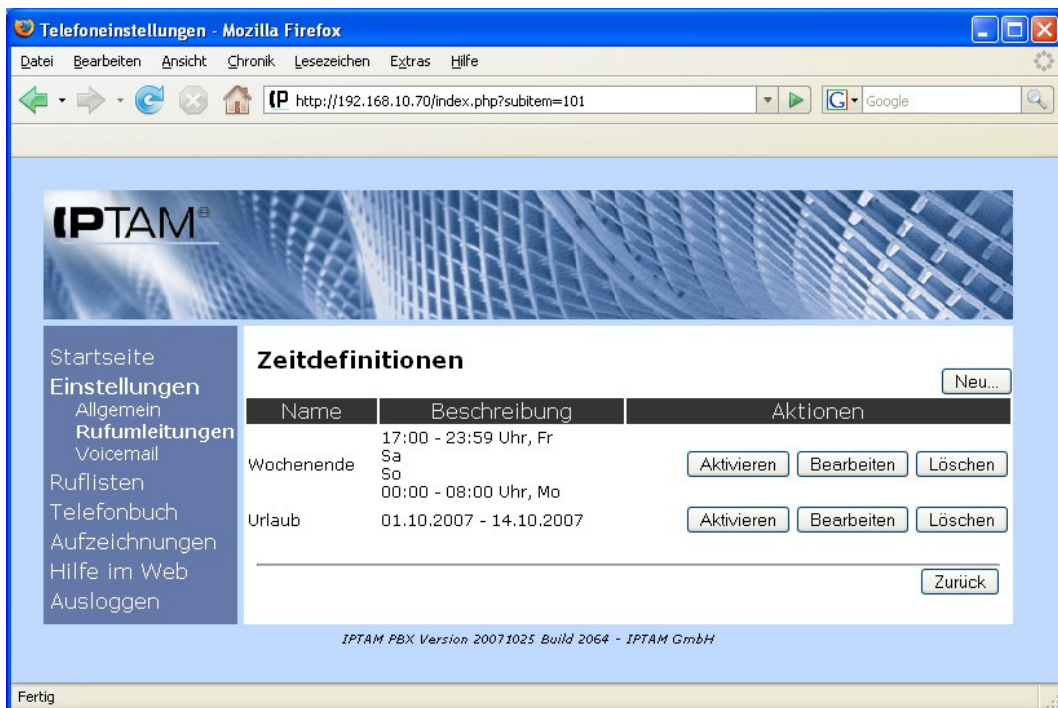 Telefoneinstellungen - Mozilla Firefox
Datei Bearbeiten Ansicht Chronik Lesezeichen Extras Hilfe
http://192.168.10.70/index.php?subitem=101 G Google
IPTAM®
Startseite
Einstellungen
Allgemein
Rufumleitungen
Voicemail
Ruflisten
Telefonbuch
Aufzeichnungen
Hilfe im Web
Ausloggen
Zeitdefinitionen
Neu...
Name Beschreibung Aktionen
Wochenende
17:00 - 23:59 Uhr, Fr
Sa
So
00:00 - 08:00 Uhr, Mo
Aktivieren Bearbeiten Löschen
Urlaub 01.10.2007 - 14.10.2007 Aktivieren Bearbeiten Löschen
Zurück
IPTAM PBX Version 20071025 Build 2064 - IPTAM GmbH
Fertig